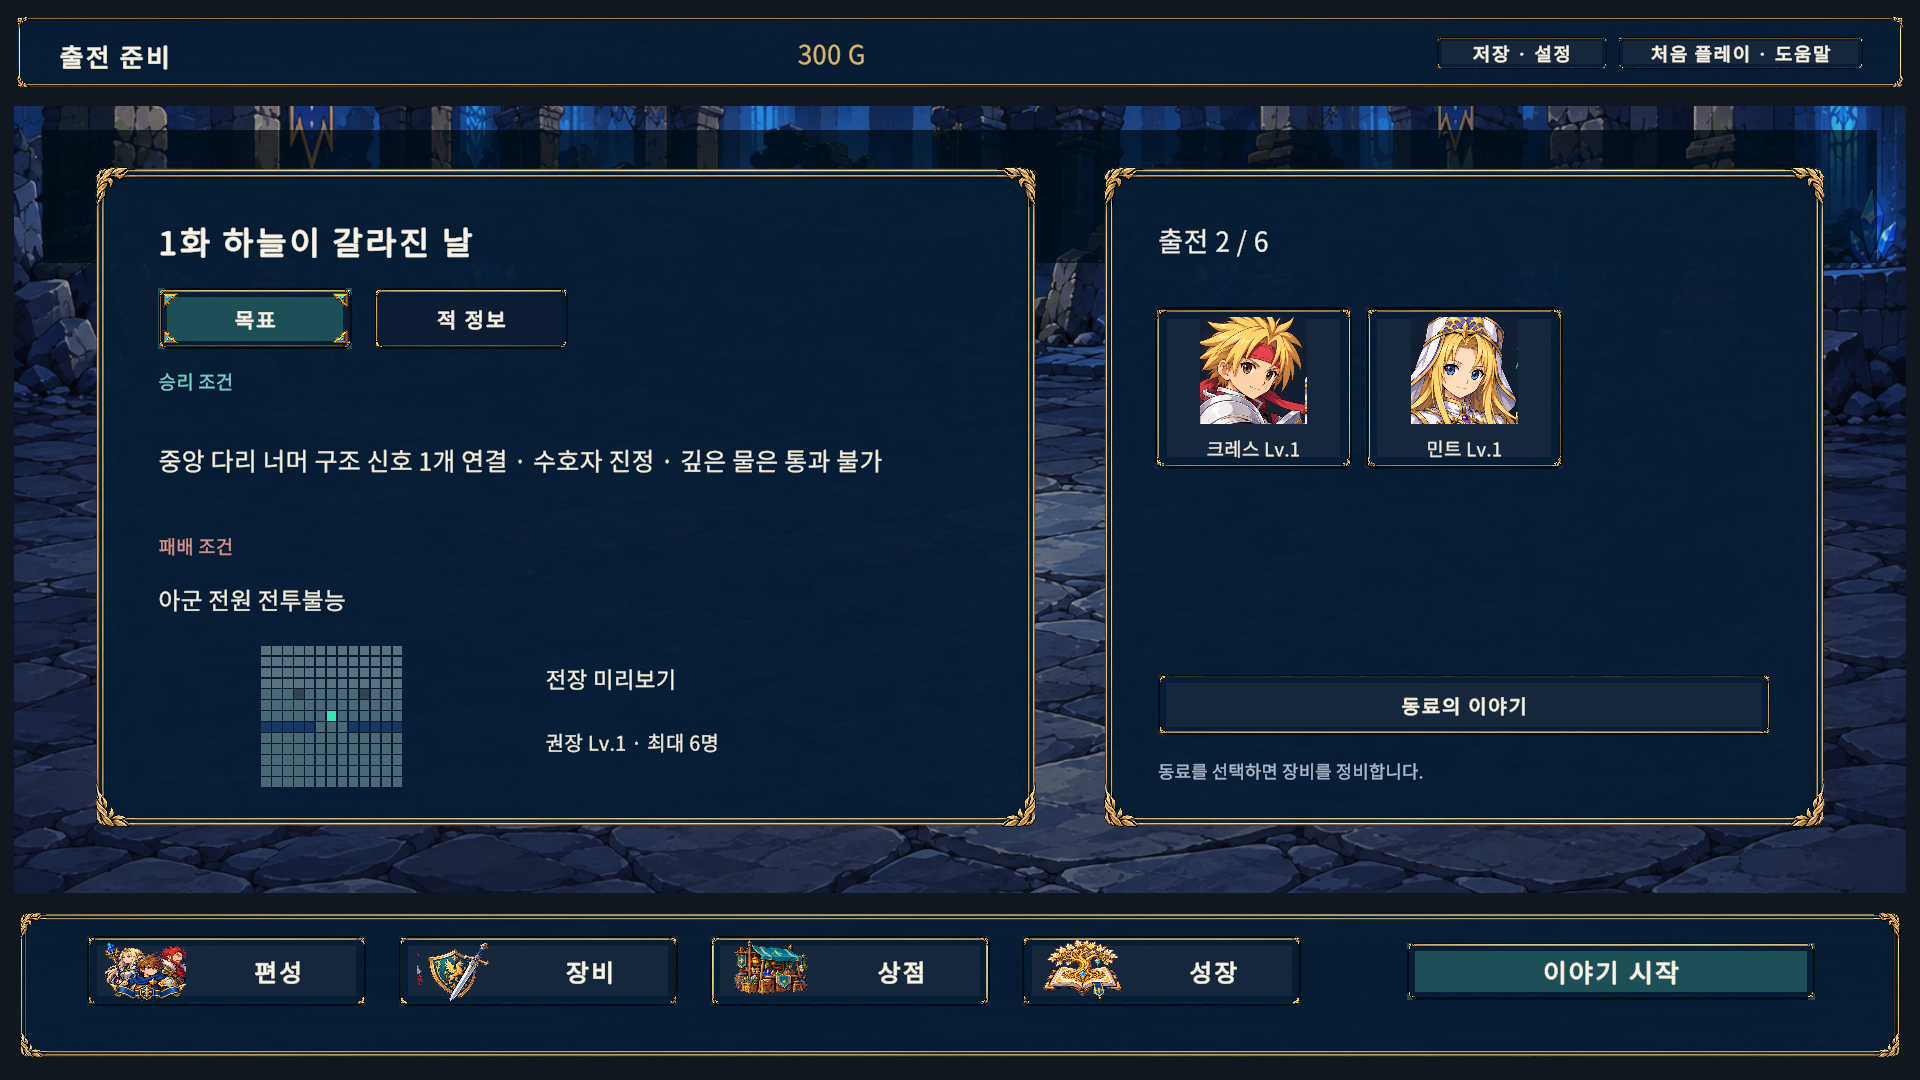 출전 준비
300 G
저장 · 설정
처음 플레이 · 도움말
1화 하늘이 갈라진 날
목표
적 정보
승리 조건
중앙 다리 너머 구조 신호 1개 연결 · 수호자 진정 · 깊은 물은 통과 불가
패배 조건
아군 전원 전투불능
전장 미리보기
권장 Lv.1 · 최대 6명
출전 2 / 6
크레스 Lv.1
민트 Lv.1
동료의 이야기
동료를 선택하면 장비를 정비합니다.
편성
장비
상점
성장
이야기 시작